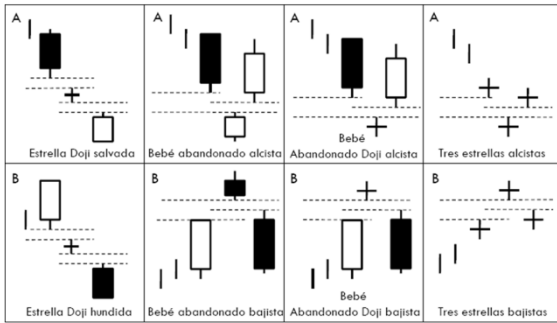 A
Estrella Doji salvada
A
Bebé abandonado alcista
A
Bebé
Abandonado Doji alcista
A
Tres estrellas alcistas
B
Estrella Doji hundida
B
Bebé abandonado bajista
B
Bebé
Abandonado Doji bajista
B
Tres estrellas bajistas